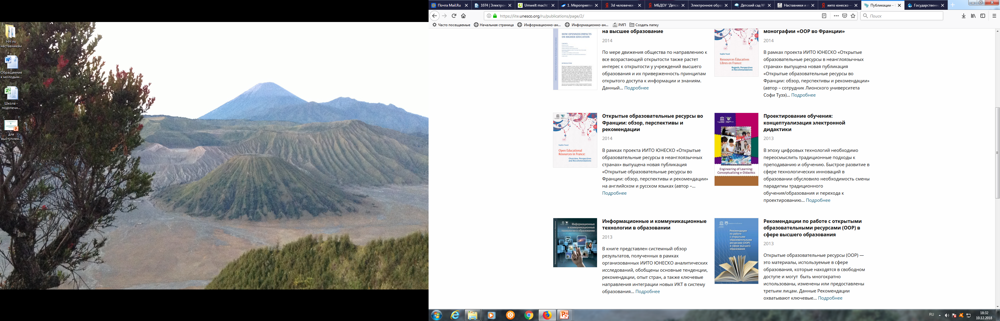 НН по
наставникам
Обращеение
к молодым...
Школа -
подопечн...
для
выступлен...
Почта Mail.Ru
1074 | Электрон
Umwelt macht
1. Мероприятие
3d человечки –
МБДОУ "Детск
Электронное обра
Детский сад №
Наставники и п
иито юнеско —
Публикации –
Государственн
https://iite.unesco.org/ru/publications/page/2/
Поиск
Часто посещаемые
Начальная страница
Информационно-ан...
Информационно-ан...
РИП
Создать папку
HOW OPENNESS IMPACTS
ON HIGHER EDUCATION
INTRODUCTION
на высшее образование
2014
По мере движения общества по направлению к
все возрастающей открытости также растет
интерес к открытости у учреждений высшего
образования и их приверженность принципам
открытого доступа к информации и знаниям.
Данный... Подробнее
Sophie Touzé
Ressources Éducatives
Libres en France:
Regards, Perspectives
et Recommandations
монографии «ООР во Франции»
2014
В рамках проекта ИИТО ЮНЕСКО «Открытые
образовательные ресурсы в неанглоязычных
странах» выпущена новая публикация
«Открытые образовательные ресурсы во
Франции: обзор, перспективы и рекомендации»
(автор – сотрудник Лионского университета
Софи Тузэ)... Подробнее
Sophie Touzé
Open Educational
Resources in France:
Overview, Perspectives
and Recommendations
Открытые образовательные ресурсы во
Франции: обзор, перспективы и
рекомендации
2014
В рамках проекта ИИТО ЮНЕСКО «Открытые
образовательные ресурсы в неанглоязычных
странах» выпущена новая публикация
«Открытые образовательные ресурсы во
Франции: обзор, перспективы и рекомендации»
на английском и русском языках (автор –...
Подробнее
Engineering of Learning:
Conceptualizing e-Didactics
Проектирование обучения:
концептуализация электронной
дидактики
2013
В эпоху цифровых технологий необходимо
переосмыслить традиционные подходы к
преподаванию и обучению. Быстрое развитие в
сфере технологических инноваций в
образовании обусловило необходимость смены
парадигмы традиционного
обучения/образования и перехода к
проектированию... Подробнее
Информационные
и коммуникационные
технологии в образовании
Информационные и коммуникационные
технологии в образовании
2013
В книге представлен системный обзор
результатов, полученных в рамках
организованных ИИТО ЮНЕСКО аналитических
исследований, обобщены основные тенденции,
рекомендации, опыт стран, а также ключевые
направления интеграции новых ИКТ в систему
образования... Подробнее
Рекомендации
по работе
с открытыми
образовательными
ресурсами (ООР)
в сфере высшего
образования
Рекомендации по работе с открытыми
образовательными ресурсами (ООР) в
сфере высшего образования
2013
Открытые образовательные ресурсы (ООР) —
это материалы, используемые в сфере
образования, которые находятся в свободном
доступе и могут быть многократно
использованы, изменены или предоставлены
третьим лицам. Данные Рекомендации
охватывают ключевые... Подробнее
RU
18:32
10.12.2018